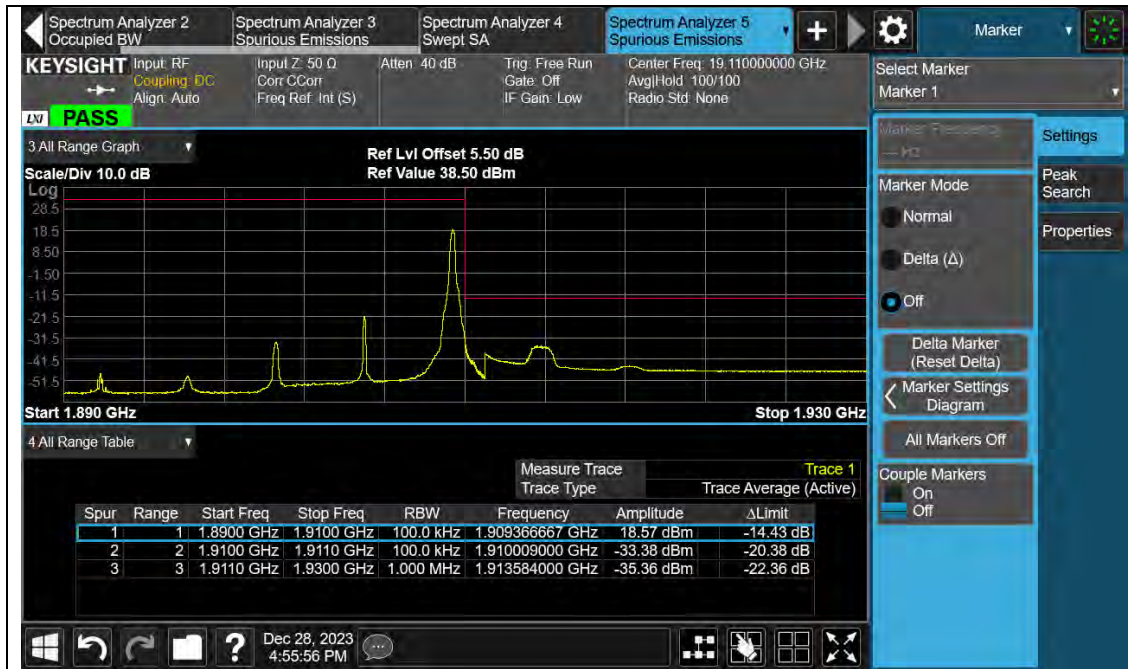 Spectrum Analyzer 2
Occupied BW
Spectrum Analyzer 3
Spurious Emissions
Spectrum Analyzer 4
Swept SA
Spectrum Analyzer 5
Spurious Emissions
Marker
KEYSIGHT
Input: RF
Coupling: DC
Align: Auto
Input Z: 50 Ω
Corr CCorr
Freq Ref: Int (S)
Atten: 40 dB
Trig: Free Run
Gate: Off
IF Gain: Low
Center Freq: 19.110000000 GHz
Avg|Hold: 100/100
Radio Std: None
LXI PASS
Select Marker
Marker 1
Marker Frequency
--- Hz
Settings
Peak
Search
Properties
Marker Mode
Normal
Delta (Δ)
Off
Delta Marker
(Reset Delta)
Marker Settings
Diagram
All Markers Off
Couple Markers
On
Off
3 All Range Graph
Scale/Div 10.0 dB
Ref Lvl Offset 5.50 dB
Ref Value 38.50 dBm
Log
28.5
18.5
8.50
-1.50
-11.5
-21.5
-31.5
-41.5
-51.5
Start 1.890 GHz
Stop 1.930 GHz
4 All Range Table
Measure Trace Trace 1
Trace Type Trace Average (Active)
Spur Range Start Freq Stop Freq RBW Frequency Amplitude ΔLimit
1 1 1.8900 GHz 1.9100 GHz 100.0 kHz 1.909366667 GHz 18.57 dBm -14.43 dB
2 2 1.9100 GHz 1.9110 GHz 100.0 kHz 1.910009000 GHz -33.38 dBm -20.38 dB
3 3 1.9110 GHz 1.9300 GHz 1.000 MHz 1.913584000 GHz -35.36 dBm -22.36 dB
?
Dec 28, 2023
4:55:56 PM